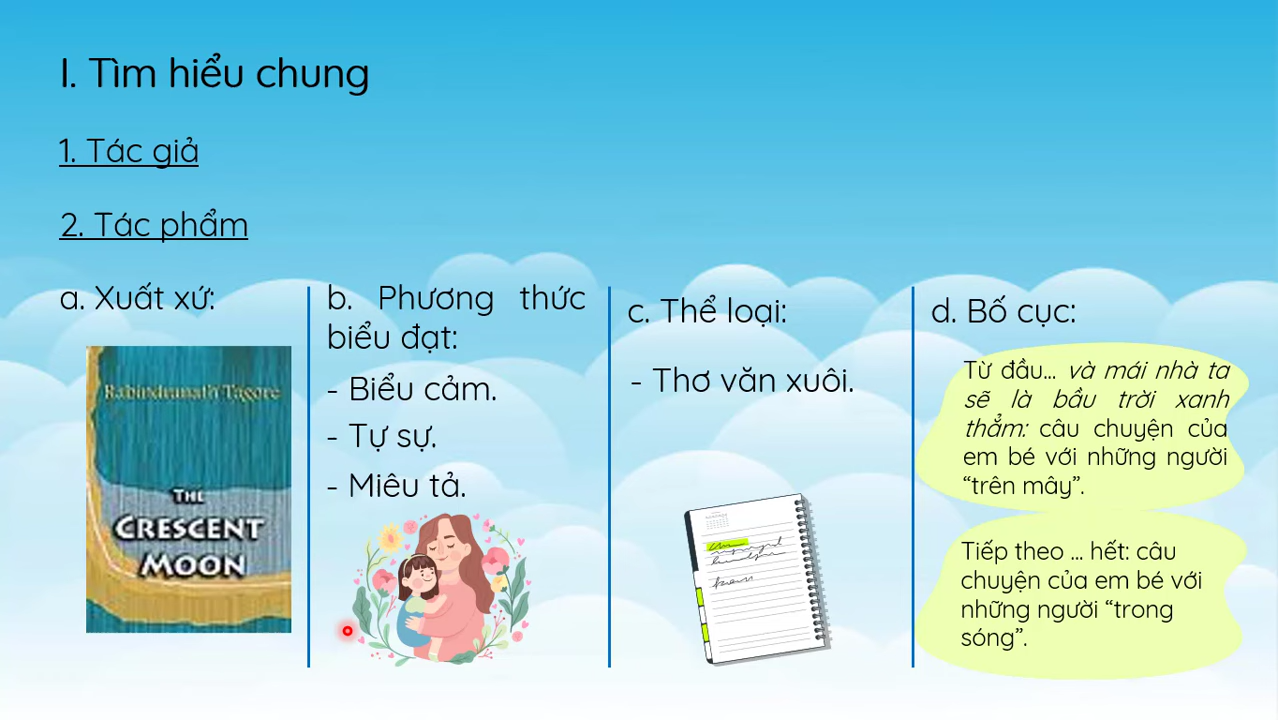 I. Tìm hiểu chung
1. Tác giả
2. Tác phẩm
a. Xuất xứ:
Rabindranath Tagore
THE
CRESCENT
MOON
b. Phương thức
biểu đạt:
- Biểu cảm.
- Tự sự.
- Miêu tả.
c. Thể loại:
- Thơ văn xuôi.
d. Bố cục:
Từ đầu... và mái nhà ta
sẽ là bầu trời xanh
thẳm: câu chuyện của
em bé với những người
“trên mây”.
Tiếp theo ... hết: câu
chuyện của em bé với
những người “trong
sóng”.